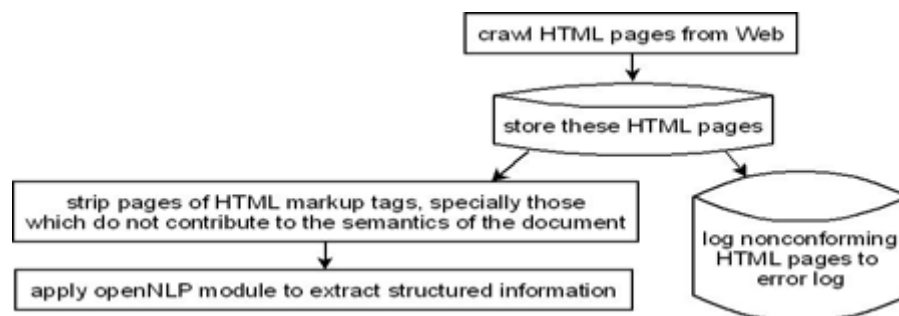 crawl HTML pages from Web
store these HTML pages
strip pages of HTML markup tags, specially those
which do not contribute to the semantics of the document
log nonconforming
HTML pages to
error log
apply openNLP module to extract structured information